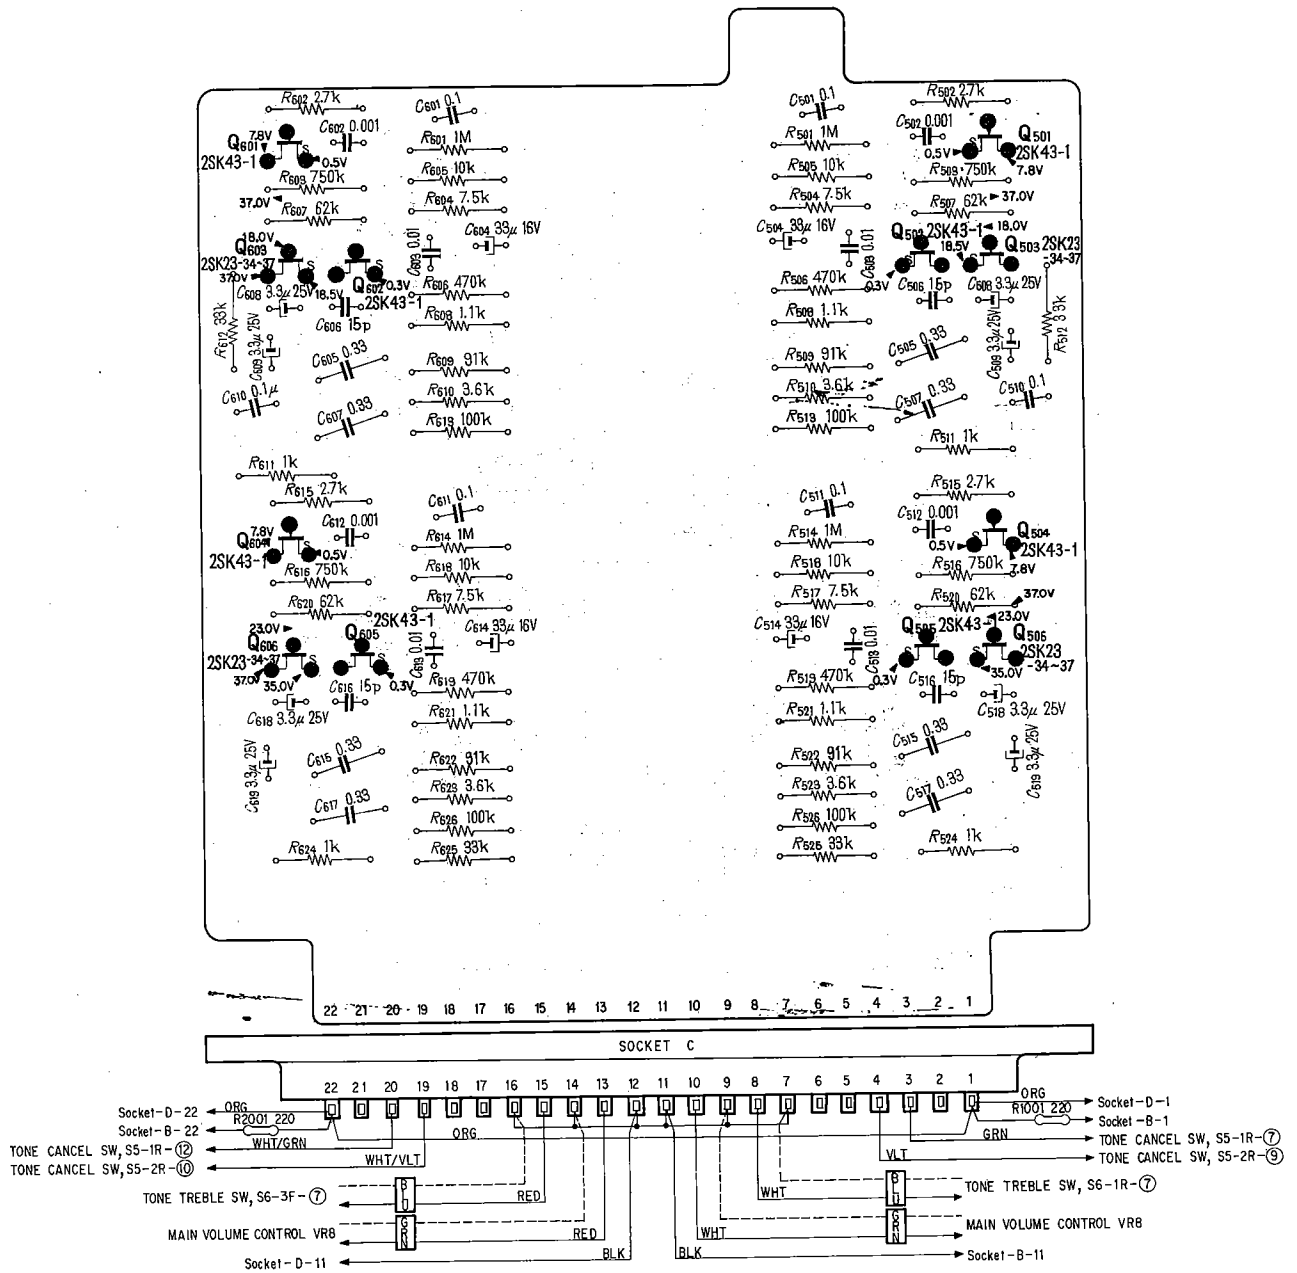 R602 2.7k
C601 0.1
C501 0.1
R502 2.7k
7.8V
C602 0.001
C502 0.001
Q601
Q501
2SK43-1
0.5V
R601 1M
R501 1M
0.5V
2SK43-1
7.8V
R603 750k
R605 10k
R505 10k
R503 750k
37.0V
R607 62k
R604 7.5k
R504 7.5k
37.0V
R507 62k
18.0V
C604 33μ 16V
C504 33μ 16V
2SK43-1
18.0V
Q603
C603 0.01
C603 0.01
Q502
18.5V
Q503
2SK23
-34~37
2SK23-34~37
37.0V
Q602
0.3V
2SK43-1
0.3V
C608 3.3μ 25V
18.5V
R606 470k
R506 470k
C506 15p
C608 3.3μ 25V
R612 33k
C606 15p
R608 1.1k
R508 1.1k
R512 33k
C609 3.3μ 25V
C605 0.33
C505 0.33
C509 3.3μ 25V
R609 91k
R509 91k
C610 0.1μ
R610 3.6k
R510 3.6k
C510 0.1
C607 0.33
C507 0.33
R613 100k
R513 100k
R611 1k
R511 1k
R615 2.7k
R515 2.7k
C611 0.1
C511 0.1
C612 0.001
C512 0.001
7.8V
Q604
Q504
2SK43-1
0.5V
R614 1M
R514 1M
0.5V
2SK43-1
7.8V
R616 750k
R618 10k
R518 10k
R516 750k
R620 62k
R617 7.5k
R517 7.5k
R520 62k
37.0V
2SK43-1
23.0V
C614 33μ 16V
C514 33μ 16V
2SK43-
23.0V
Q606
Q605
C613 0.01
C513 0.01
Q505
Q506
2SK23-34~37
2SK23
-34~37
37.0V
35.0V
0.3V
0.3V
35.0V
C616 15p
R619 470k
R519 470k
C516 15p
C618 3.3μ 25V
R621 1.1k
R521 1.1k
C518 3.3μ 25V
C619 3.3μ 25V
C615 0.33
C515 0.33
C619 3.3μ 25V
R622 91k
R522 91k
R623 3.6k
R523 3.6k
C617 0.33
C517 0.33
R626 100k
R526 100k
R624 1k
R625 33k
R525 33k
R524 1k
22 21 20 19 18 17 16 15 14 13 12 11 10 9 8 7 6 5 4 3 2 1
SOCKET C
22 21 20 19 18 17 16 15 14 13 12 11 10 9 8 7 6 5 4 3 2 1
Socket-D-22
ORG
ORG
Socket-D-1
R2001 220
R1001 220
Socket-B-22
Socket-B-1
ORG
GRN
WHT/GRN
TONE CANCEL SW, S5-1R-⑫
TONE CANCEL SW, S5-1R-⑦
WHT/VLT
VLT
TONE CANCEL SW, S5-2R-⑩
TONE CANCEL SW, S5-2R-⑨
BLU
BLU
TONE TREBLE SW, S6-3F-⑦
RED
WHT
TONE TREBLE SW, S6-1R-⑦
GRN
GRN
MAIN VOLUME CONTROL VR8
RED
WHT
MAIN VOLUME CONTROL VR8
BLK
BLK
Socket-D-11
Socket-B-11